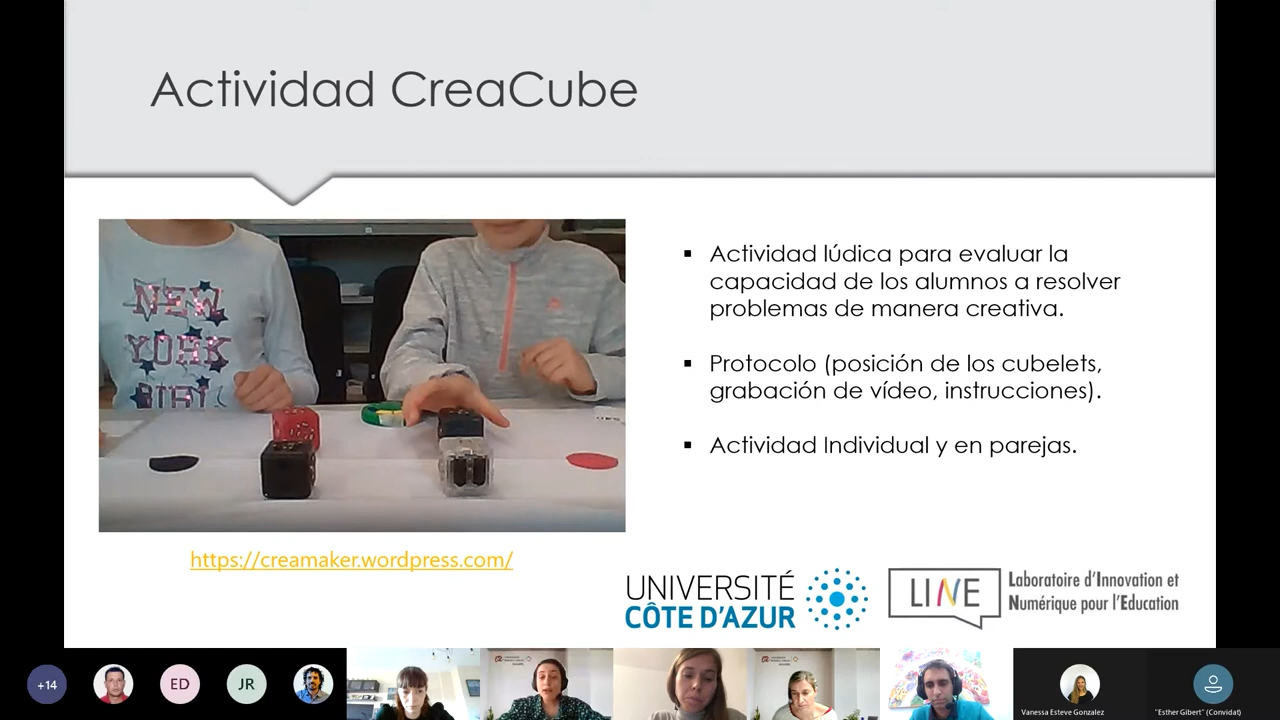 Actividad CreaCube
NEW
YORK
GIRL
▪ Actividad lúdica para evaluar la
capacidad de los alumnos a resolver
problemas de manera creativa.
▪ Protocolo (posición de los cubelets,
grabación de vídeo, instrucciones).
▪ Actividad Individual y en parejas.
https://creamaker.wordpress.com/
UNIVERSITÉ
CÔTE D'AZUR
LINE
Laboratoire d'Innovation et
Numérique pour l'Education
+14
ED
JR
Vanessa Esteve Gonzalez
"Esther Gibert" (Convidat)